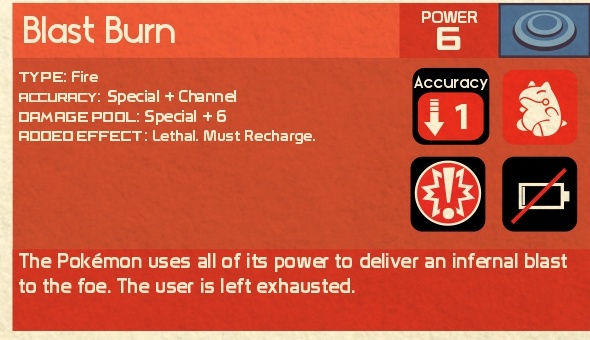 Blast Burn
POWER
6
TYPE: Fire
ACCURACY: Special + Channel
DAMAGE POOL: Special + 6
ADDED EFFECT: Lethal. Must Recharge.
Accuracy
1
The Pokémon uses all of its power to deliver an infernal blast
to the foe. The user is left exhausted.